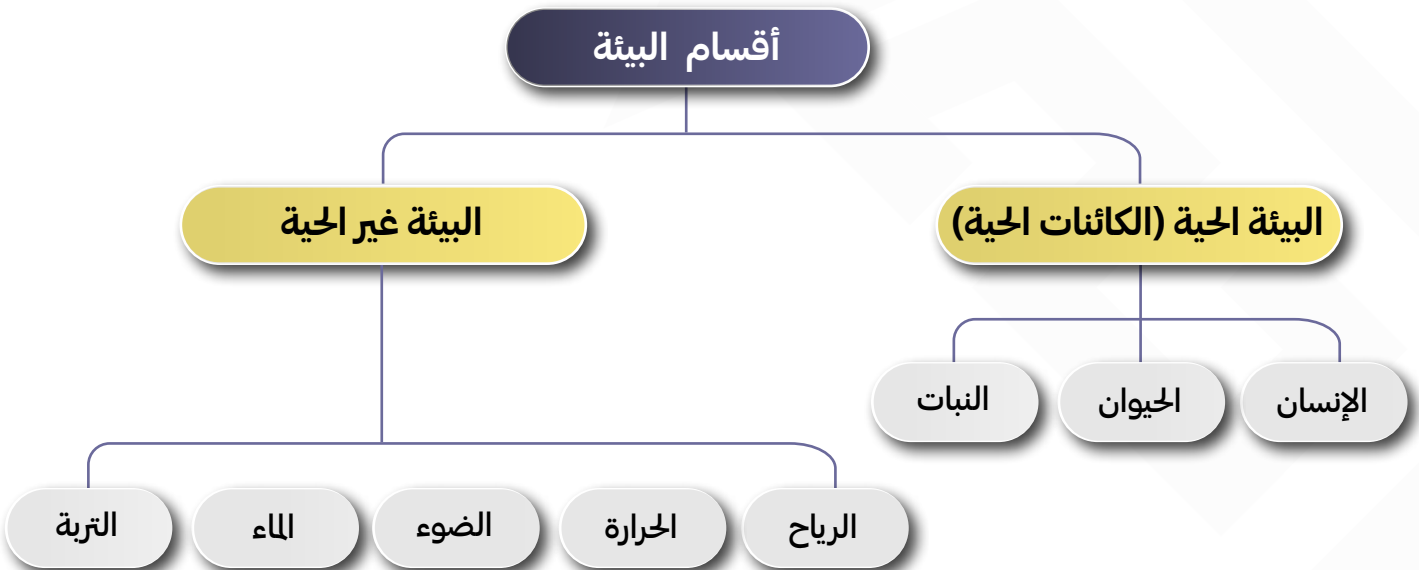 أقسام البيئة
البيئة الحية (الكائنات الحية)
البيئة غير الحية
الإنسان
الحيوان
النبات
الرياح
الحرارة
الضوء
الماء
التربة